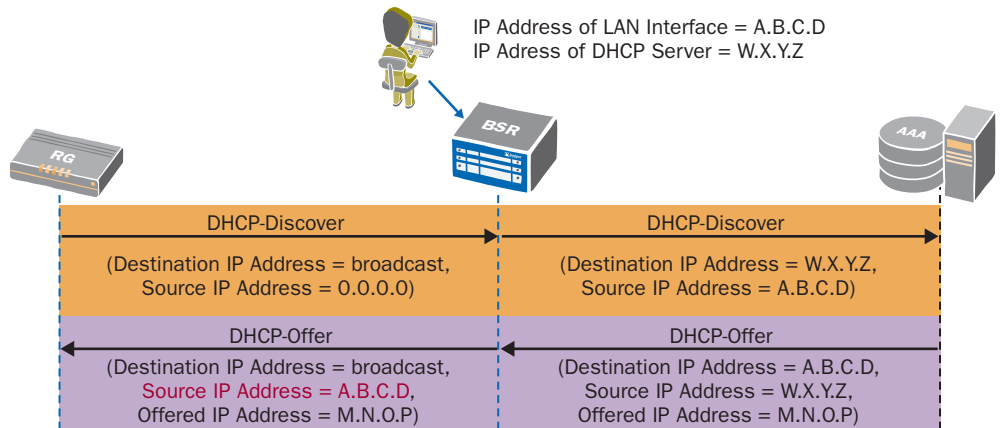 IP Address of LAN Interface = A.B.C.D
IP Adress of DHCP Server = W.X.Y.Z
RG
BSR
AAA
DHCP-Discover
(Destination IP Address = broadcast,
Source IP Address = 0.0.0.0)
DHCP-Discover
(Destination IP Address = W.X.Y.Z,
Source IP Address = A.B.C.D)
DHCP-Offer
(Destination IP Address = broadcast,
Source IP Address = A.B.C.D,
Offered IP Address = M.N.O.P)
DHCP-Offer
(Destination IP Address = A.B.C.D,
Source IP Address = W.X.Y.Z,
Offered IP Address = M.N.O.P)